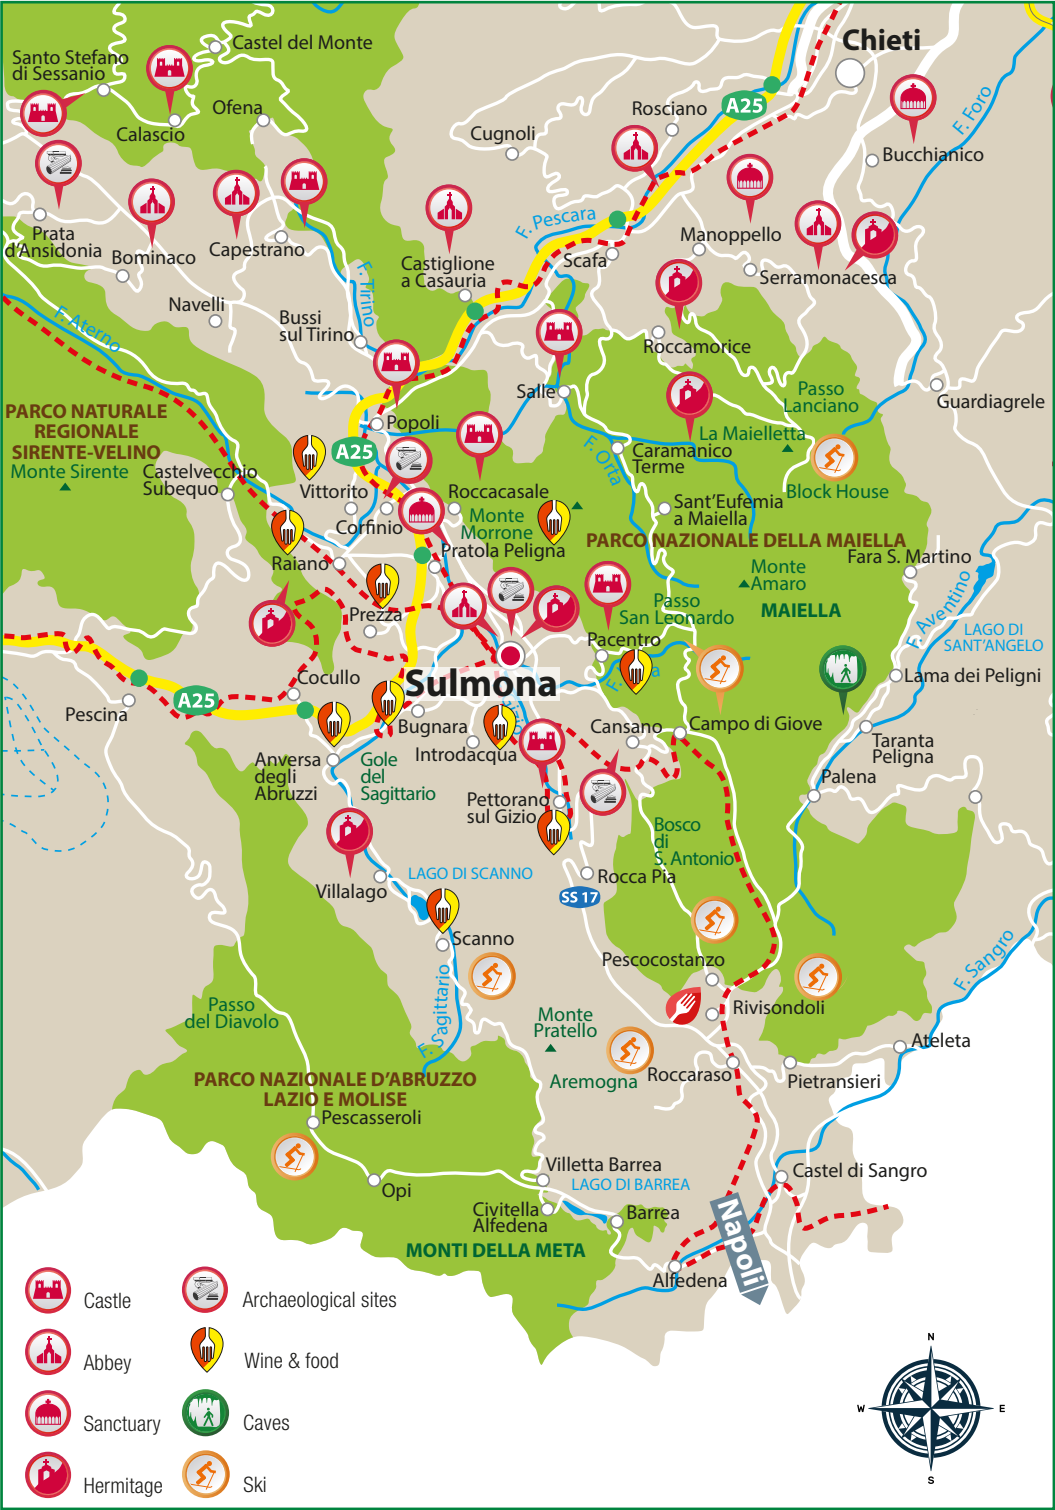 Chieti
Castel del Monte
Santo Stefano
di Sessanio
Ofena
Calascio
Rosciano
A25
Cugnoli
F. Foro
Bucchianico
Prata
d'Ansidonia
Bominaco
Capestrano
F. Pescara
Manoppello
Scafa
Serramonacesca
Castiglione
a Casauria
F. Tirino
Navelli
F. Aterno
Bussi
sul Tirino
Roccamorice
Salle
Passo
Lanciano
Guardiagrele
PARCO NATURALE
REGIONALE
SIRENTE-VELINO
Monte Sirente
Popoli
La Maielletta
A25
F. Orta
Caramanico
Terme
Castelvecchio
Subequo
Vittorito
Roccacasale
Block House
Corfinio
Monte
Morrone
Sant'Eufemia
a Maiella
Pratola Peligna
PARCO NAZIONALE DELLA MAIELLA
Raiano
Fara S. Martino
Monte
Amaro
MAIELLA
Passo
San Leonardo
F. Aventino
Prezza
LAGO DI
SANT'ANGELO
Pacentro
Cocullo
Sulmona
Lama dei Peligni
A25
Pescina
Bugnara
Introdacqua
Cansano
Campo di Giove
Taranta
Peligna
Anversa
degli
Abruzzi
Gole
del
Sagittario
Palena
Pettorano
sul Gizio
Bosco
di
S. Antonio
LAGO DI SCANNO
Villalago
Rocca Pia
SS 17
Scanno
Pescocostanzo
F. Sangro
F. Sagittario
Passo
del Diavolo
Monte
Pratello
Rivisondoli
Ateleta
Aremogna
Roccaraso
Pietransieri
PARCO NAZIONALE D'ABRUZZO
LAZIO E MOLISE
Pescasseroli
Villetta Barrea
LAGO DI BARREA
Castel di Sangro
Opi
Civitella
Alfedena
Barrea
Napoli
MONTI DELLA META
Alfedena
Castle
Archaeological sites
Abbey
Wine & food
Sanctuary
Caves
Hermitage
Ski
N
W
E
S